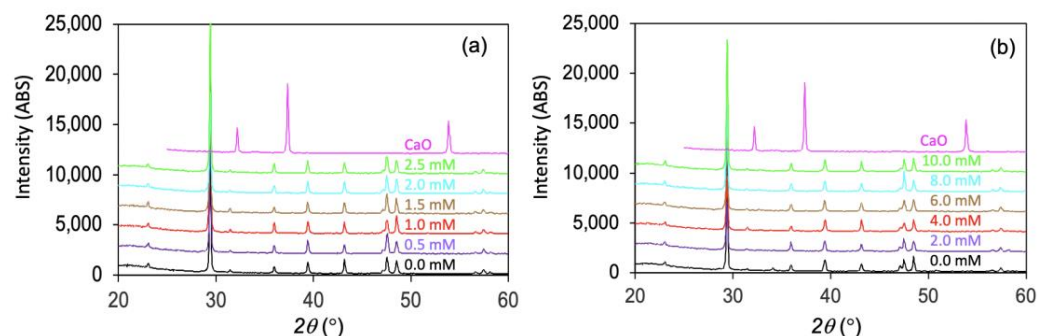 25,000
20,000
15,000
10,000
5,000
0
Intensity (ABS)
(a)
CaO
2.5 mM
2.0 mM
1.5 mM
1.0 mM
0.5 mM
0.0 mM
20 30 40 50 60
2θ (°)
25,000
20,000
15,000
10,000
5,000
0
Intensity (ABS)
(b)
CaO
10.0 mM
8.0 mM
6.0 mM
4.0 mM
2.0 mM
0.0 mM
20 30 40 50 60
2θ (°)